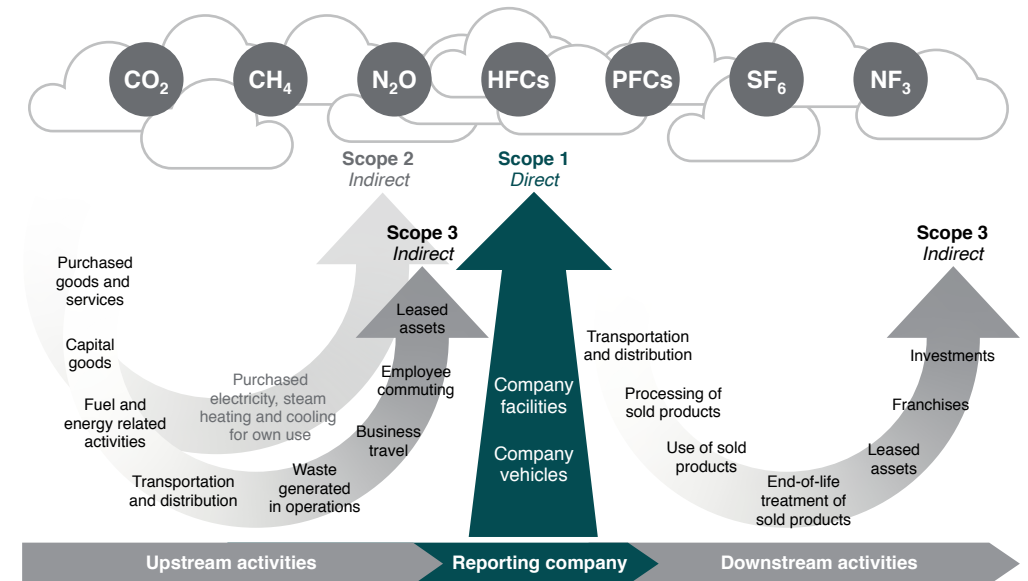 CO₂
CH₄
N₂O
HFCs
PFCs
SF₆
NF₃
Scope 2
Indirect
Scope 1
Direct
Scope 3
Indirect
Scope 3
Indirect
Purchased
goods and
services
Capital
goods
Fuel and
energy related
activities
Transportation
and distribution
Waste
generated
in operations
Business
travel
Employee
commuting
Leased
assets
Purchased
electricity, steam
heating and cooling
for own use
Company
facilities
Company
vehicles
Transportation
and distribution
Processing of
sold products
Use of sold
products
End-of-life
treatment of
sold products
Leased
assets
Franchises
Investments
Upstream activities
Reporting company
Downstream activities